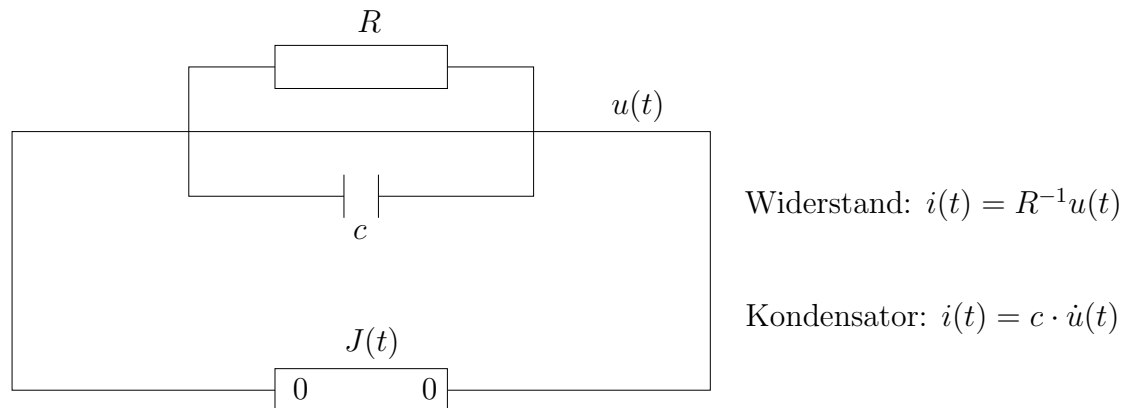 R
u(t)
Widerstand: i(t) = R⁻¹u(t)
c
Kondensator: i(t) = c · u̇(t)
J(t)
0 0